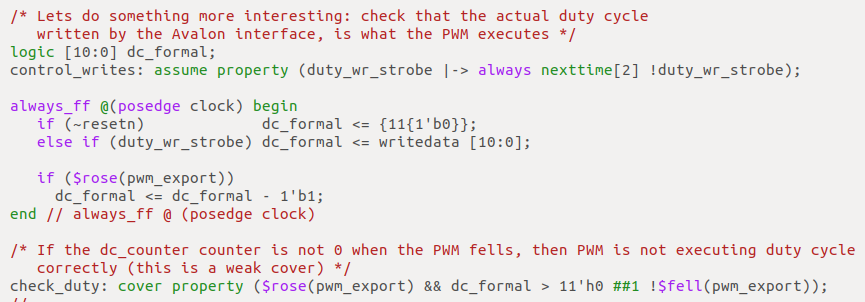 /* Lets do something more interesting: check that the actual duty cycle
written by the Avalon interface, is what the PWM executes */
logic [10:0] dc_formal;
control_writes: assume property (duty_wr_strobe |-> always nexttime[2] !duty_wr_strobe);
always_ff @(posedge clock) begin
if (~resetn) dc_formal <= {11{1'b0}};
else if (duty_wr_strobe) dc_formal <= writedata [10:0];
if ($rose(pwm_export))
dc_formal <= dc_formal - 1'b1;
end // always_ff @ (posedge clock)
/* If the dc_counter counter is not 0 when the PWM fells, then PWM is not executing duty cycle
correctly (this is a weak cover) */
check_duty: cover property ($rose(pwm_export) && dc_formal > 11'h0 ##1 !$fell(pwm_export));
//